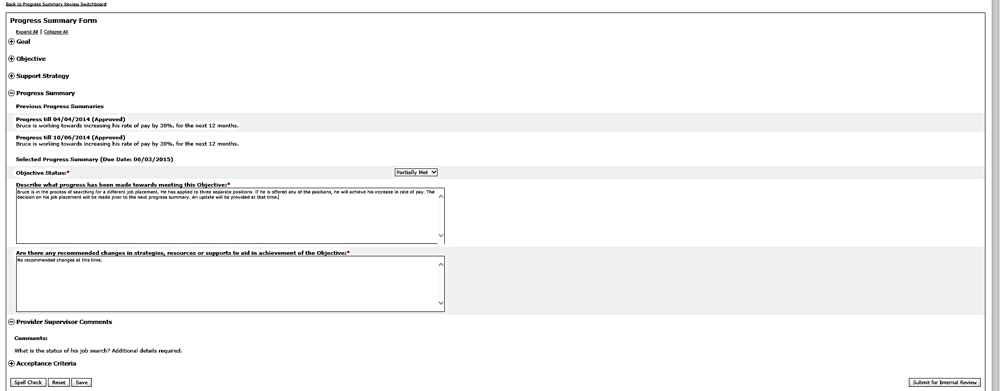 Back to Progress Summary Review Switchboard
Progress Summary Form
Expand All | Collapse All
Goal
Objective
Support Strategy
Progress Summary
Previous Progress Summaries
Progress till 04/04/2014 (Approved)
Bruce is working towards increasing his rate of pay by 30%, for the next 12 months.
Progress till 10/06/2014 (Approved)
Bruce is working towards increasing his rate of pay by 30%, for the next 12 months.
Selected Progress Summary (Due Date: 06/03/2015)
Objective Status:* Partially Met
Describe what progress has been made towards meeting this Objective:*
Bruce is in the process of searching for a different job placement. He has applied to three separate positions. If he is offered any of the positions, he will achieve his increase in rate of pay. The
decision on his job placement will be made prior to the next progress summary. An update will be provided at that time.
Are there any recommended changes in strategies, resources or supports to aid in achievement of the Objective:*
No recommended changes at this time.
Provider Supervisor Comments
Comments:
What is the status of his job search? Additional details required.
Acceptance Criteria
Spell Check Reset Save Submit for Internal Review